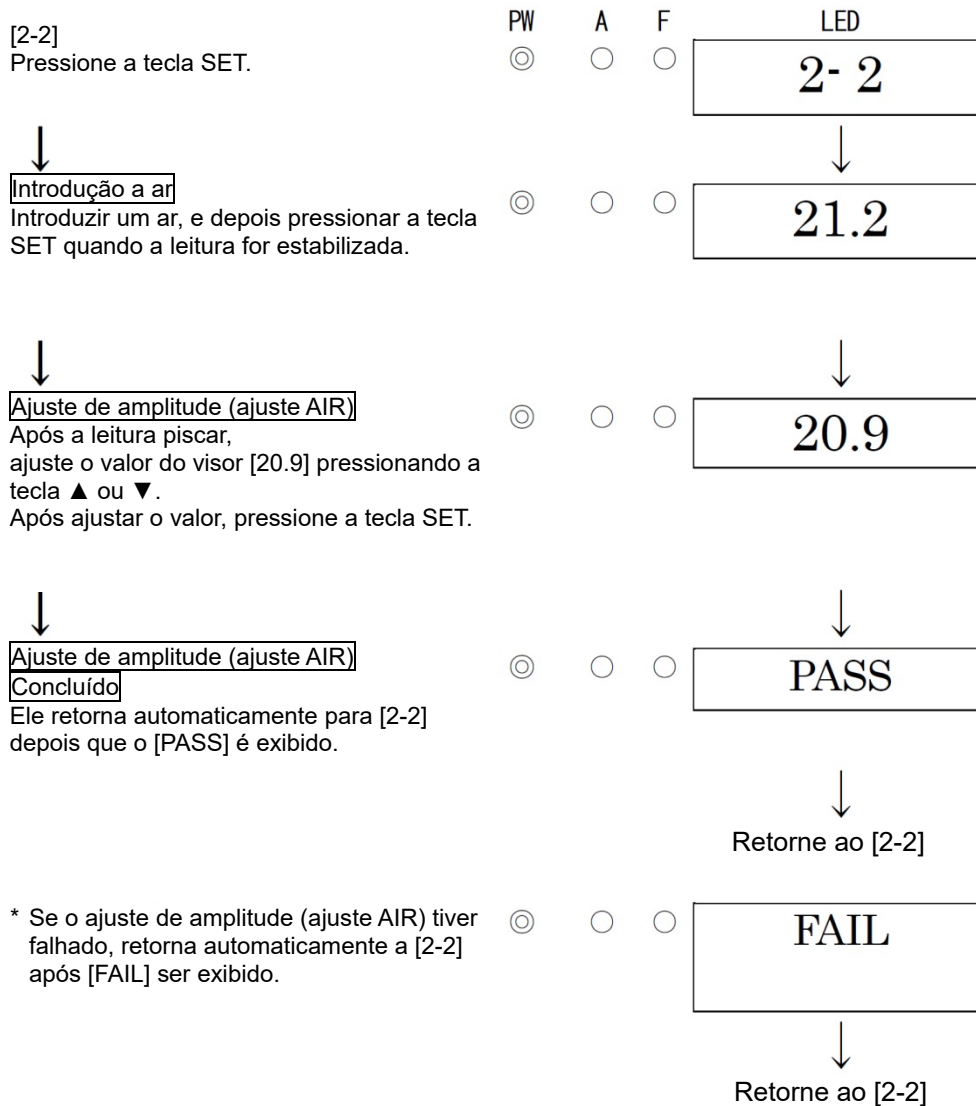 PW A F LED
[2-2]
Pressione a tecla SET.
◎ ○ ○ 2- 2
↓ ↓
Introdução a ar
Introduzir um ar, e depois pressionar a tecla
SET quando a leitura for estabilizada.
◎ ○ ○ 21.2
↓ ↓
Ajuste de amplitude (ajuste AIR)
Após a leitura piscar,
ajuste o valor do visor [20.9] pressionando a
tecla ▲ ou ▼.
Após ajustar o valor, pressione a tecla SET.
◎ ○ ○ 20.9
↓ ↓
Ajuste de amplitude (ajuste AIR)
Concluído
Ele retorna automaticamente para [2-2]
depois que o [PASS] é exibido.
◎ ○ ○ PASS
↓
Retorne ao [2-2]
* Se o ajuste de amplitude (ajuste AIR) tiver
falhado, retorna automaticamente a [2-2]
após [FAIL] ser exibido.
◎ ○ ○ FAIL
↓
Retorne ao [2-2]